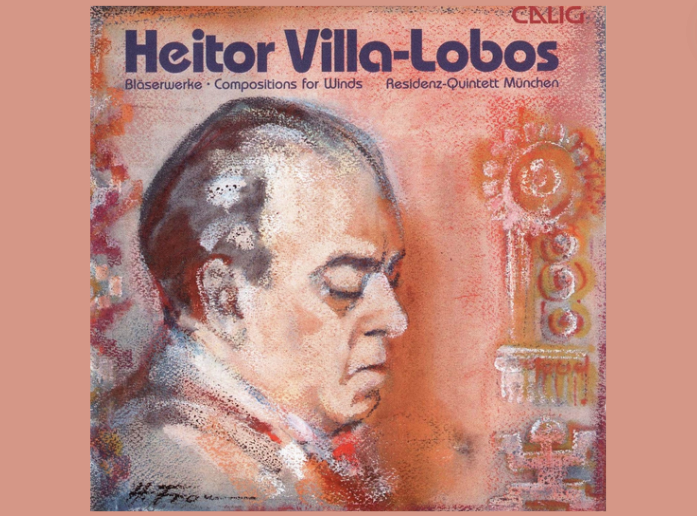 CALIG
Heitor Villa-Lobos
Bläserwerke • Compositions for Winds Residenz-Quintett München